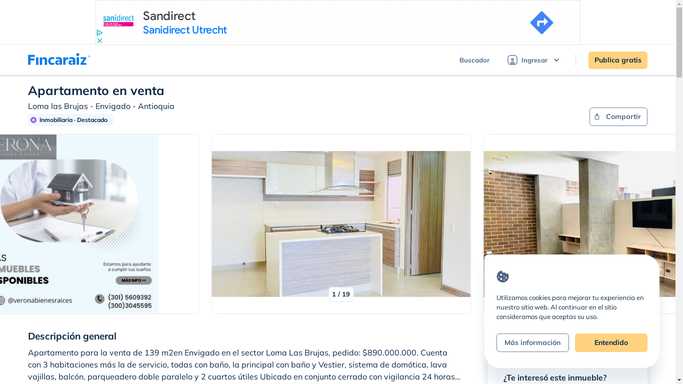 sanidirect
Sandirect
Sanidirect Utrecht
Fincaraiz
Buscador
Ingresar
Publica gratis
Apartamento en venta
Loma las Brujas - Envigado - Antioquia
Inmobiliaria · Destacado
Compartir
Estamos para ayudarte
a cumplir tus sueños
MUEBLES
MÁS INFO >>
@veronabienesraices
(301) 5609392
(300)3045595
1 / 19
Utilizamos cookies para mejorar tu experiencia en
nuestro sitio web. Al continuar en el sitio
consideramos que aceptas su uso.
Más información
Entendido
Descripción general
Apartamento para la venta de 139 m2en Envigado en el sector Loma Las Brujas, pedido: $890.000.000. Cuenta
con 3 habitaciones más la de servicio, todas con baño, la principal con baño y Vestier, sistema de domótica. lava
vajillas, balcón, parqueadero doble paralelo y 2 cuartos útiles Ubicado en conjunto cerrado con vigilancia 24 horas...
¿Te interesó este inmueble?